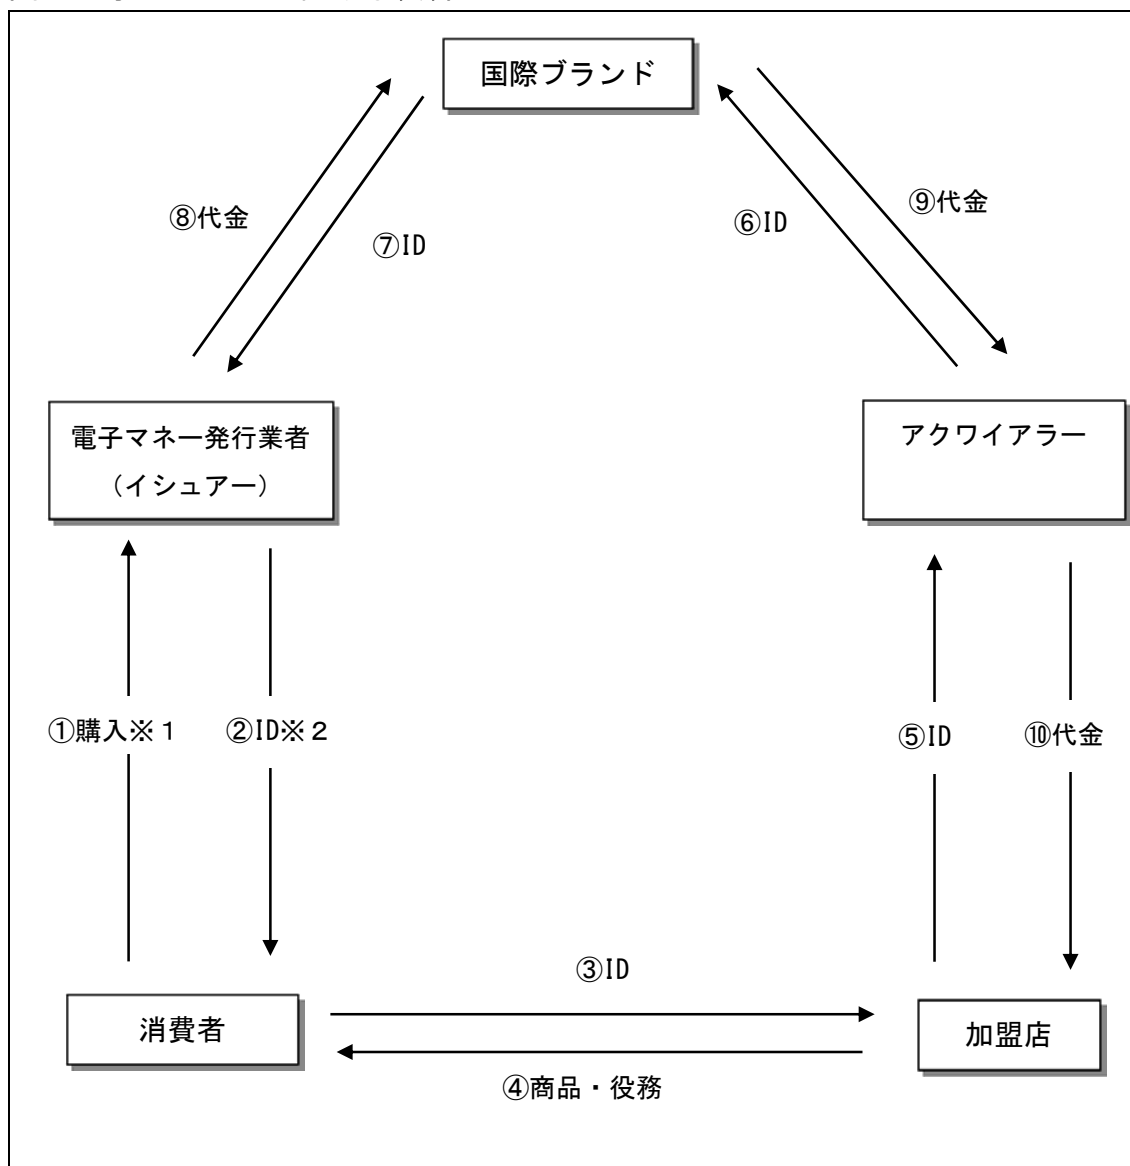 国際ブランド
⑧代金
⑦ID
⑥ID
⑨代金
電子マネー発行業者
（イシュアー）
アクワイアラー
①購入※１
②ID※２
⑤ID
⑩代金
③ID
消費者
加盟店
④商品・役務